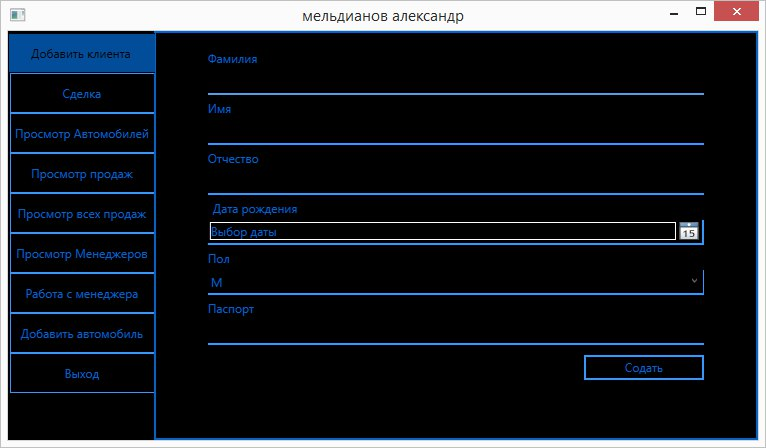 мельдианов александр
Добавить клиента
Сделка
Просмотр Автомобилей
Просмотр продаж
Просмотр всех продаж
Просмотр Менеджеров
Работа с менеджера
Добавить автомобиль
Выход
Фамилия
Имя
Отчество
Дата рождения
Выбор даты
15
Пол
М
Паспорт
Содать